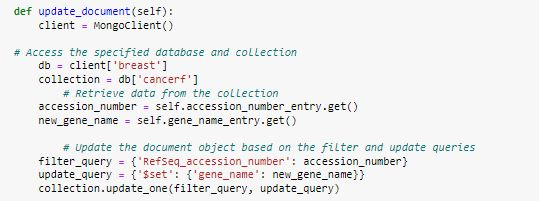 def update_document(self):
    client = MongoClient()
# Access the specified database and collection
    db = client['breast']
    collection = db['cancerf']
        # Retrieve data from the collection
    accession_number = self.accession_number_entry.get()
    new_gene_name = self.gene_name_entry.get()
        # Update the document object based on the filter and update queries
    filter_query = {'RefSeq_accession_number': accession_number}
    update_query = {'$set': {'gene_name': new_gene_name}}
    collection.update_one(filter_query, update_query)